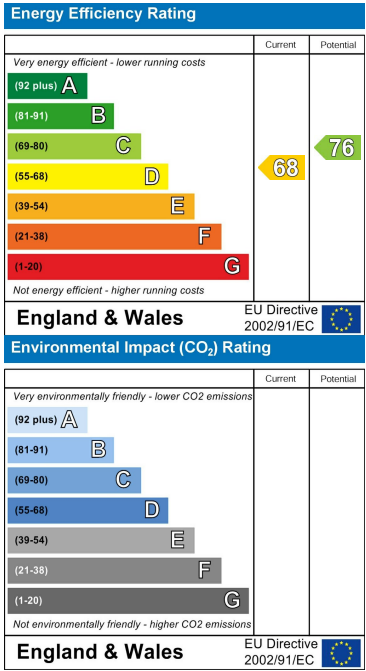 Energy Efficiency Rating
Current Potential
Very energy efficient - lower running costs
(92 plus) A
(81-91) B
(69-80) C
(55-68) D
(39-54) E
(21-38) F
(1-20) G
68
76
Not energy efficient - higher running costs
England & Wales
EU Directive
2002/91/EC
Environmental Impact (CO₂) Rating
Current Potential
Very environmentally friendly - lower CO2 emissions
(92 plus) A
(81-91) B
(69-80) C
(55-68) D
(39-54) E
(21-38) F
(1-20) G
Not environmentally friendly - higher CO2 emissions
England & Wales
EU Directive
2002/91/EC